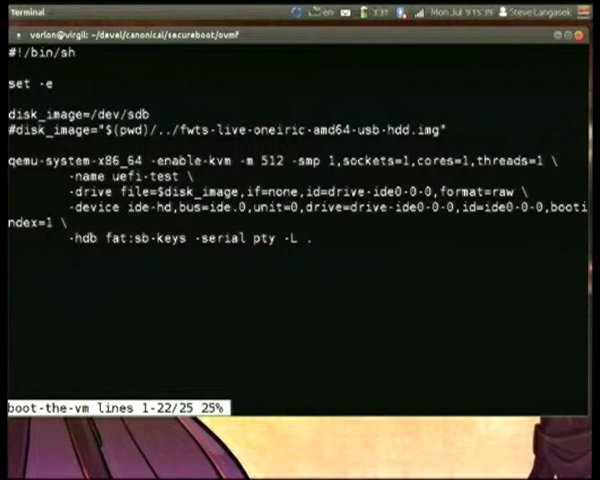 Terminal
en
3:31
Mon Jul 9 15:39
Steve Langasek
vorlon@virgil: ~/devel/canonical/secureboot/ovmf
#!/bin/sh
set -e
disk_image=/dev/sdb
#disk_image="$(pwd)/../fwts-live-oneiric-amd64-usb-hdd.img"
qemu-system-x86_64 -enable-kvm -m 512 -smp 1,sockets=1,cores=1,threads=1 \
-name uefi-test \
-drive file=$disk_image,if=none,id=drive-ide0-0-0,format=raw \
-device ide-hd,bus=ide.0,unit=0,drive=drive-ide0-0-0,id=ide0-0-0,booti
ndex=1 \
-hdb fat:sb-keys -serial pty -L .
boot-the-vm lines 1-22/25 25%